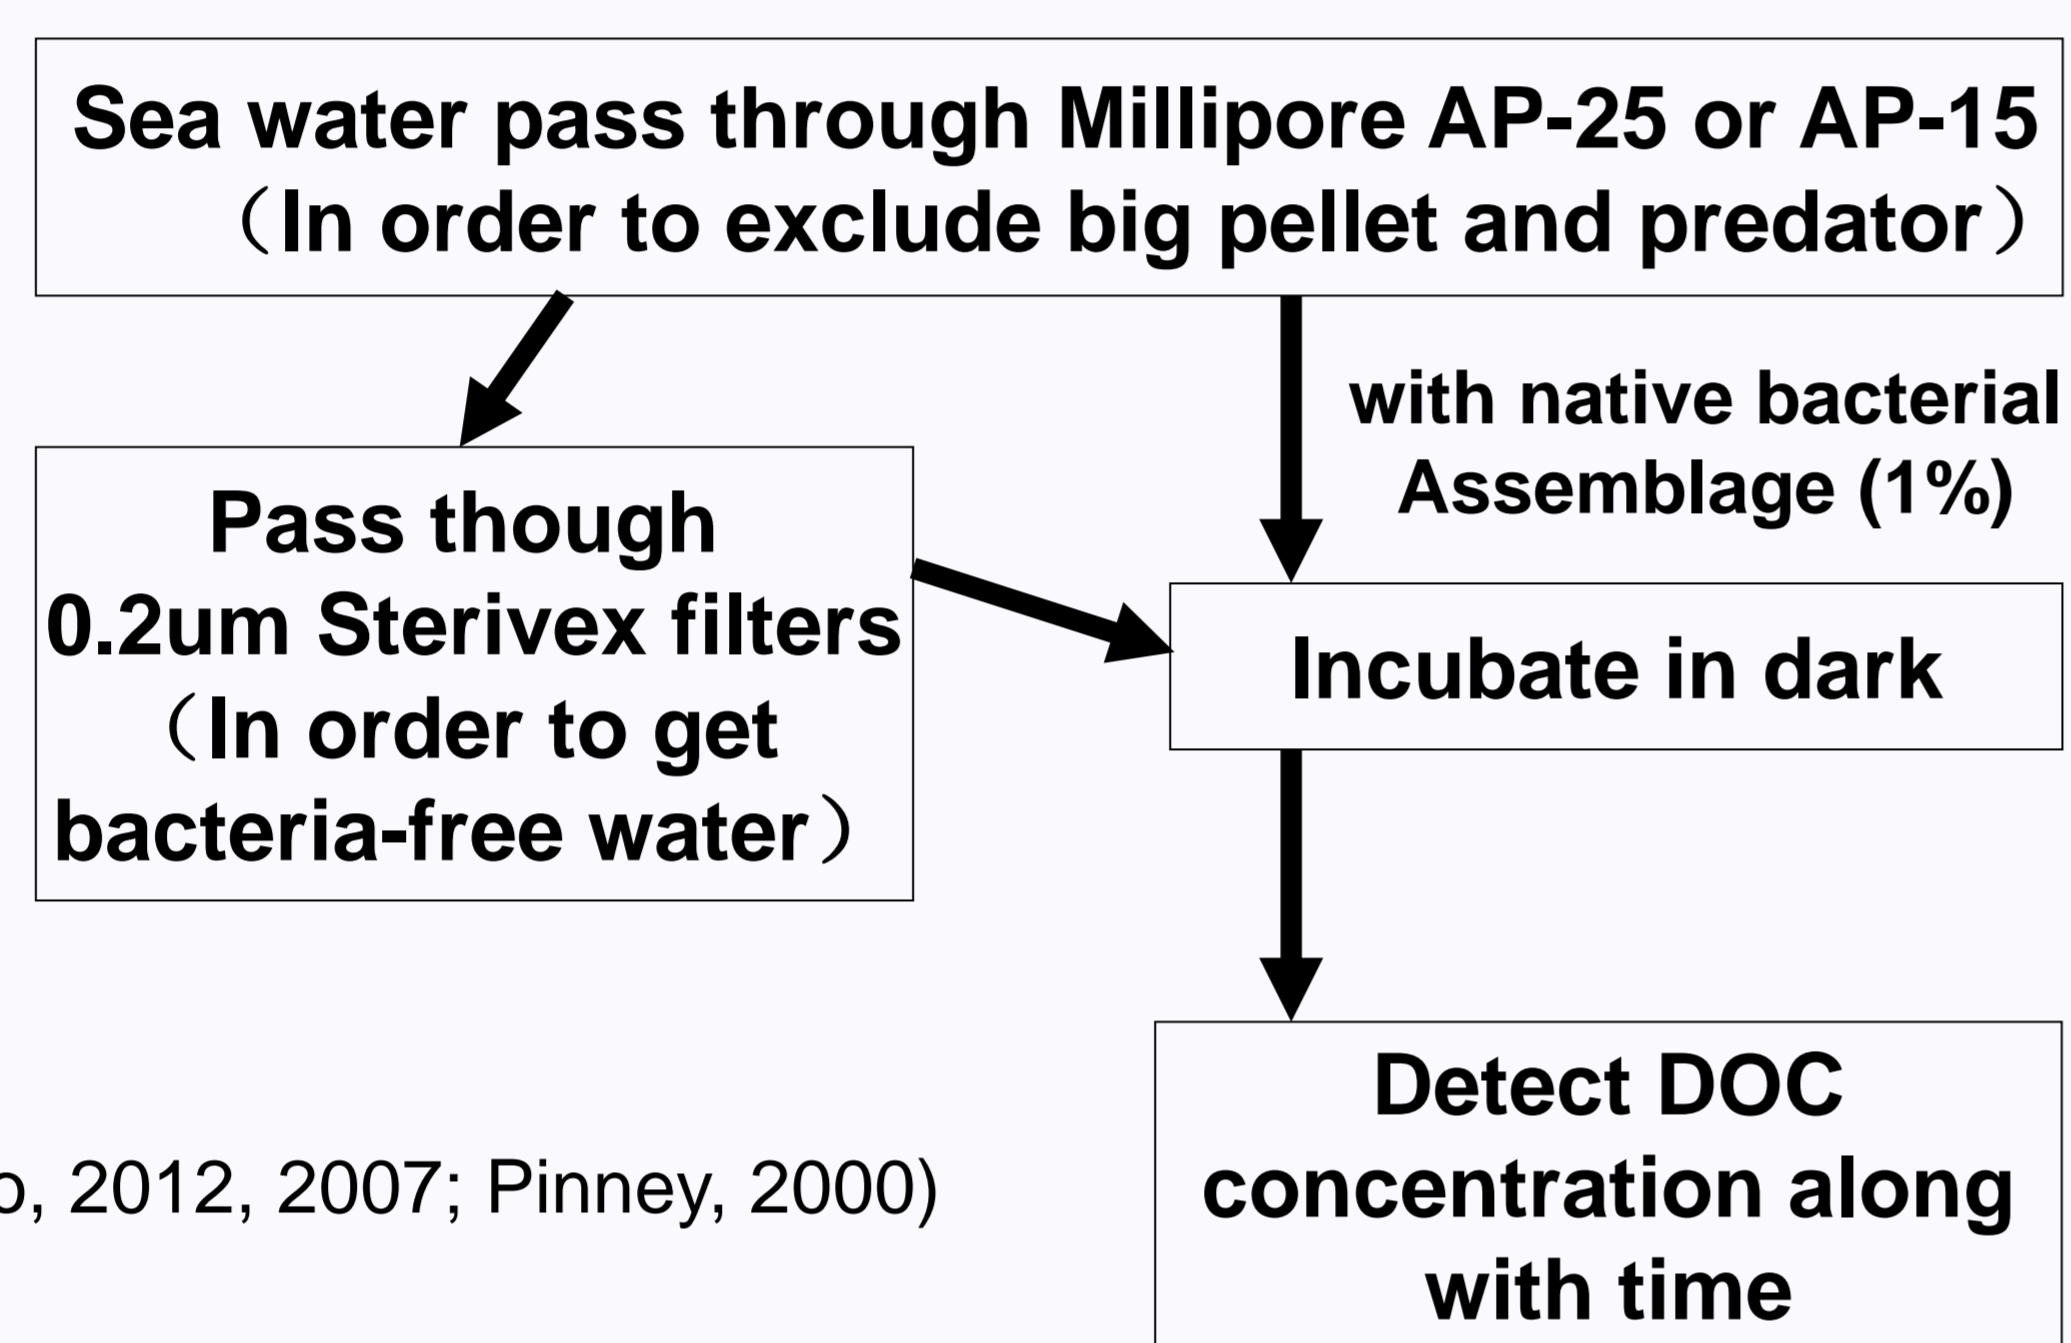 Sea water pass through Millipore AP-25 or AP-15
（In order to exclude big pellet and predator）
with native bacterial
Assemblage (1%)
Pass though
0.2um Sterivex filters
（In order to get
bacteria-free water）
Incubate in dark
Detect DOC
concentration along
with time
2012, 2007; Pinney, 2000)